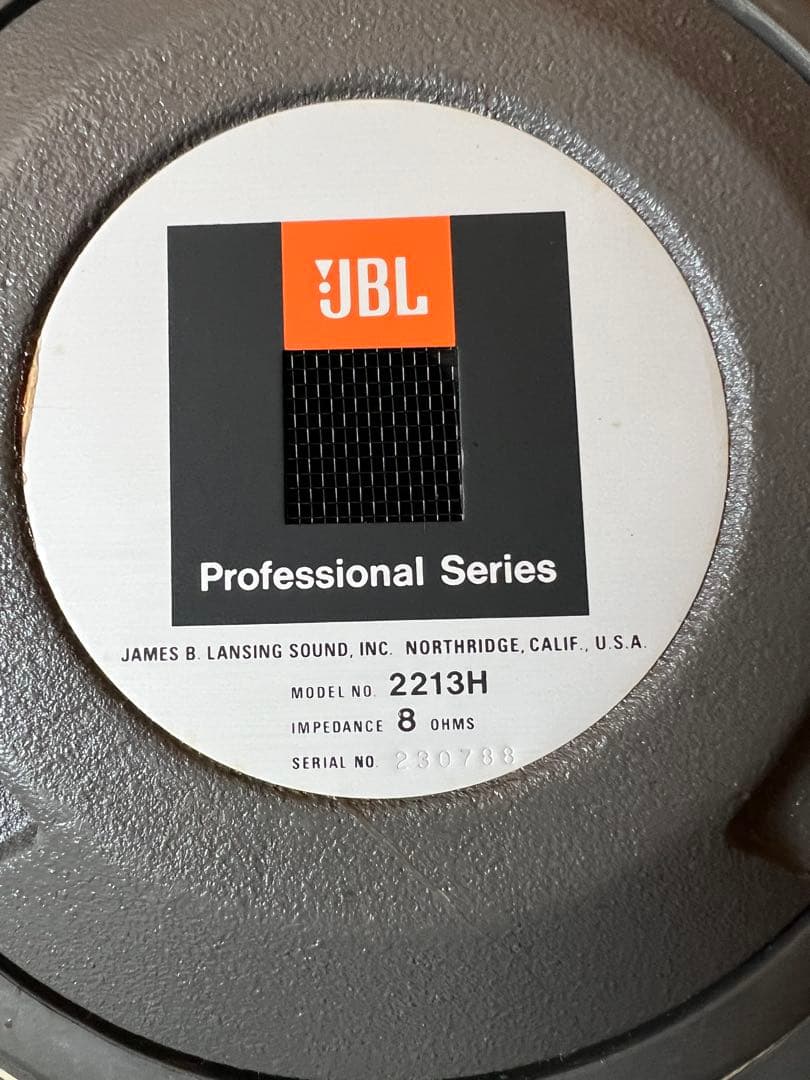 JBL
Professional Series
JAMES B. LANSING SOUND, INC. NORTHRIDGE, CALIF., U.S.A.
MODEL NO. 2213H
IMPEDANCE 8 OHMS
SERIAL NO. 230788